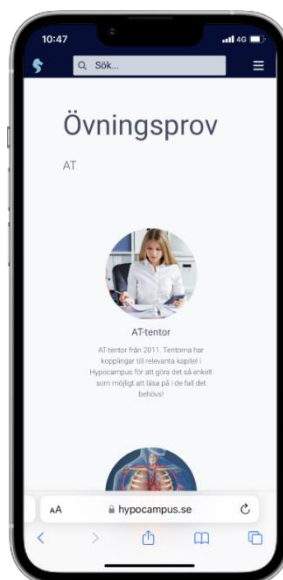 10:47
4G
Sök...
Övningsprov
AT
AT-tentor
AT-tentor från 2011. Tentorna har
kopplingar till relevanta kapitel i
Hypocampus för att göra det så enkelt
som möjligt att läsa på i de fall det
behövs!
AA
hypocampus.se